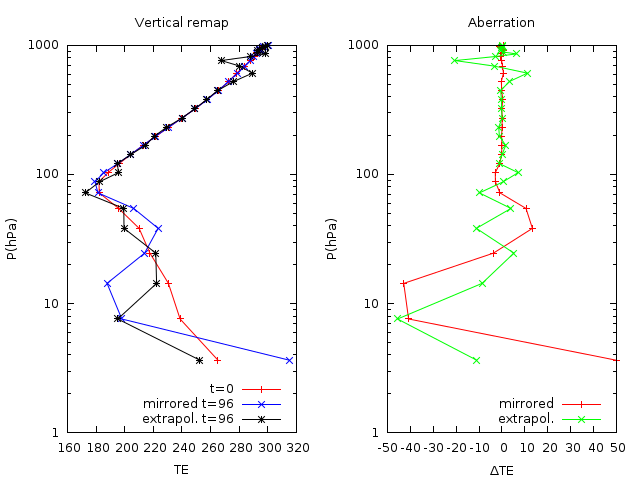 Vertical remap
1000
100
10
1
P(hPa)
t=0
mirrored t=96
extrapol. t=96
160 180 200 220 240 260 280 300 320
TE
Aberration
1000
100
10
1
P(hPa)
mirrored
extrapol.
-50 -40 -30 -20 -10 0 10 20 30 40 50
ΔTE